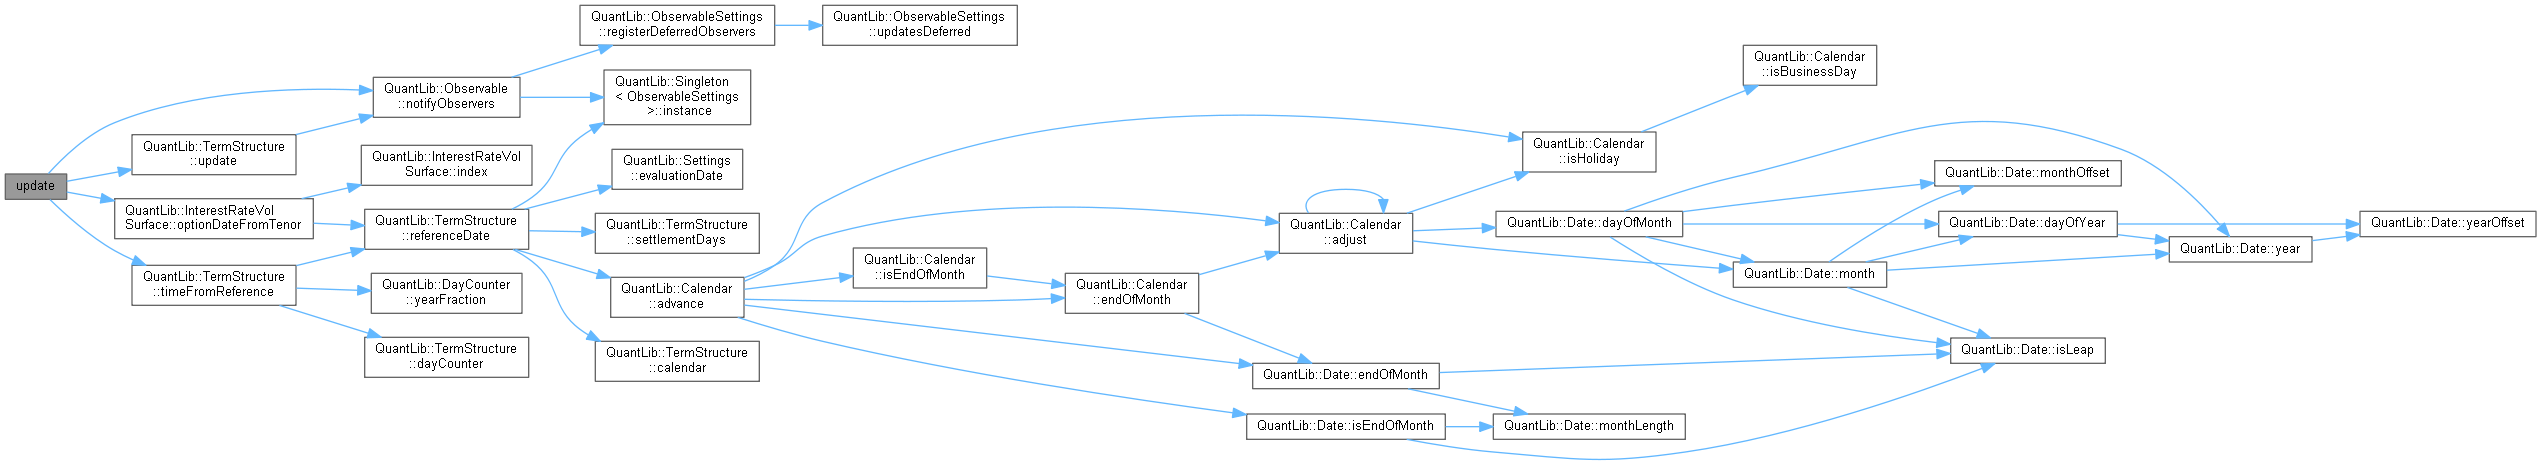 update
QuantLib::Observable
::notifyObservers
QuantLib::TermStructure
::update
QuantLib::InterestRateVol
Surface::optionDateFromTenor
QuantLib::TermStructure
::timeFromReference
QuantLib::ObservableSettings
::registerDeferredObservers
QuantLib::ObservableSettings
::updatesDeferred
QuantLib::Singleton
< ObservableSettings
>::instance
QuantLib::InterestRateVol
Surface::index
QuantLib::TermStructure
::referenceDate
QuantLib::DayCounter
::yearFraction
QuantLib::TermStructure
::dayCounter
QuantLib::Settings
::evaluationDate
QuantLib::TermStructure
::settlementDays
QuantLib::Calendar
::advance
QuantLib::TermStructure
::calendar
QuantLib::Calendar
::isEndOfMonth
QuantLib::Calendar
::endOfMonth
QuantLib::Calendar
::adjust
QuantLib::Date::endOfMonth
QuantLib::Date::isEndOfMonth
QuantLib::Calendar
::isHoliday
QuantLib::Calendar
::isBusinessDay
QuantLib::Date::dayOfMonth
QuantLib::Date::month
QuantLib::Date::monthLength
QuantLib::Date::monthOffset
QuantLib::Date::dayOfYear
QuantLib::Date::isLeap
QuantLib::Date::year
QuantLib::Date::yearOffset